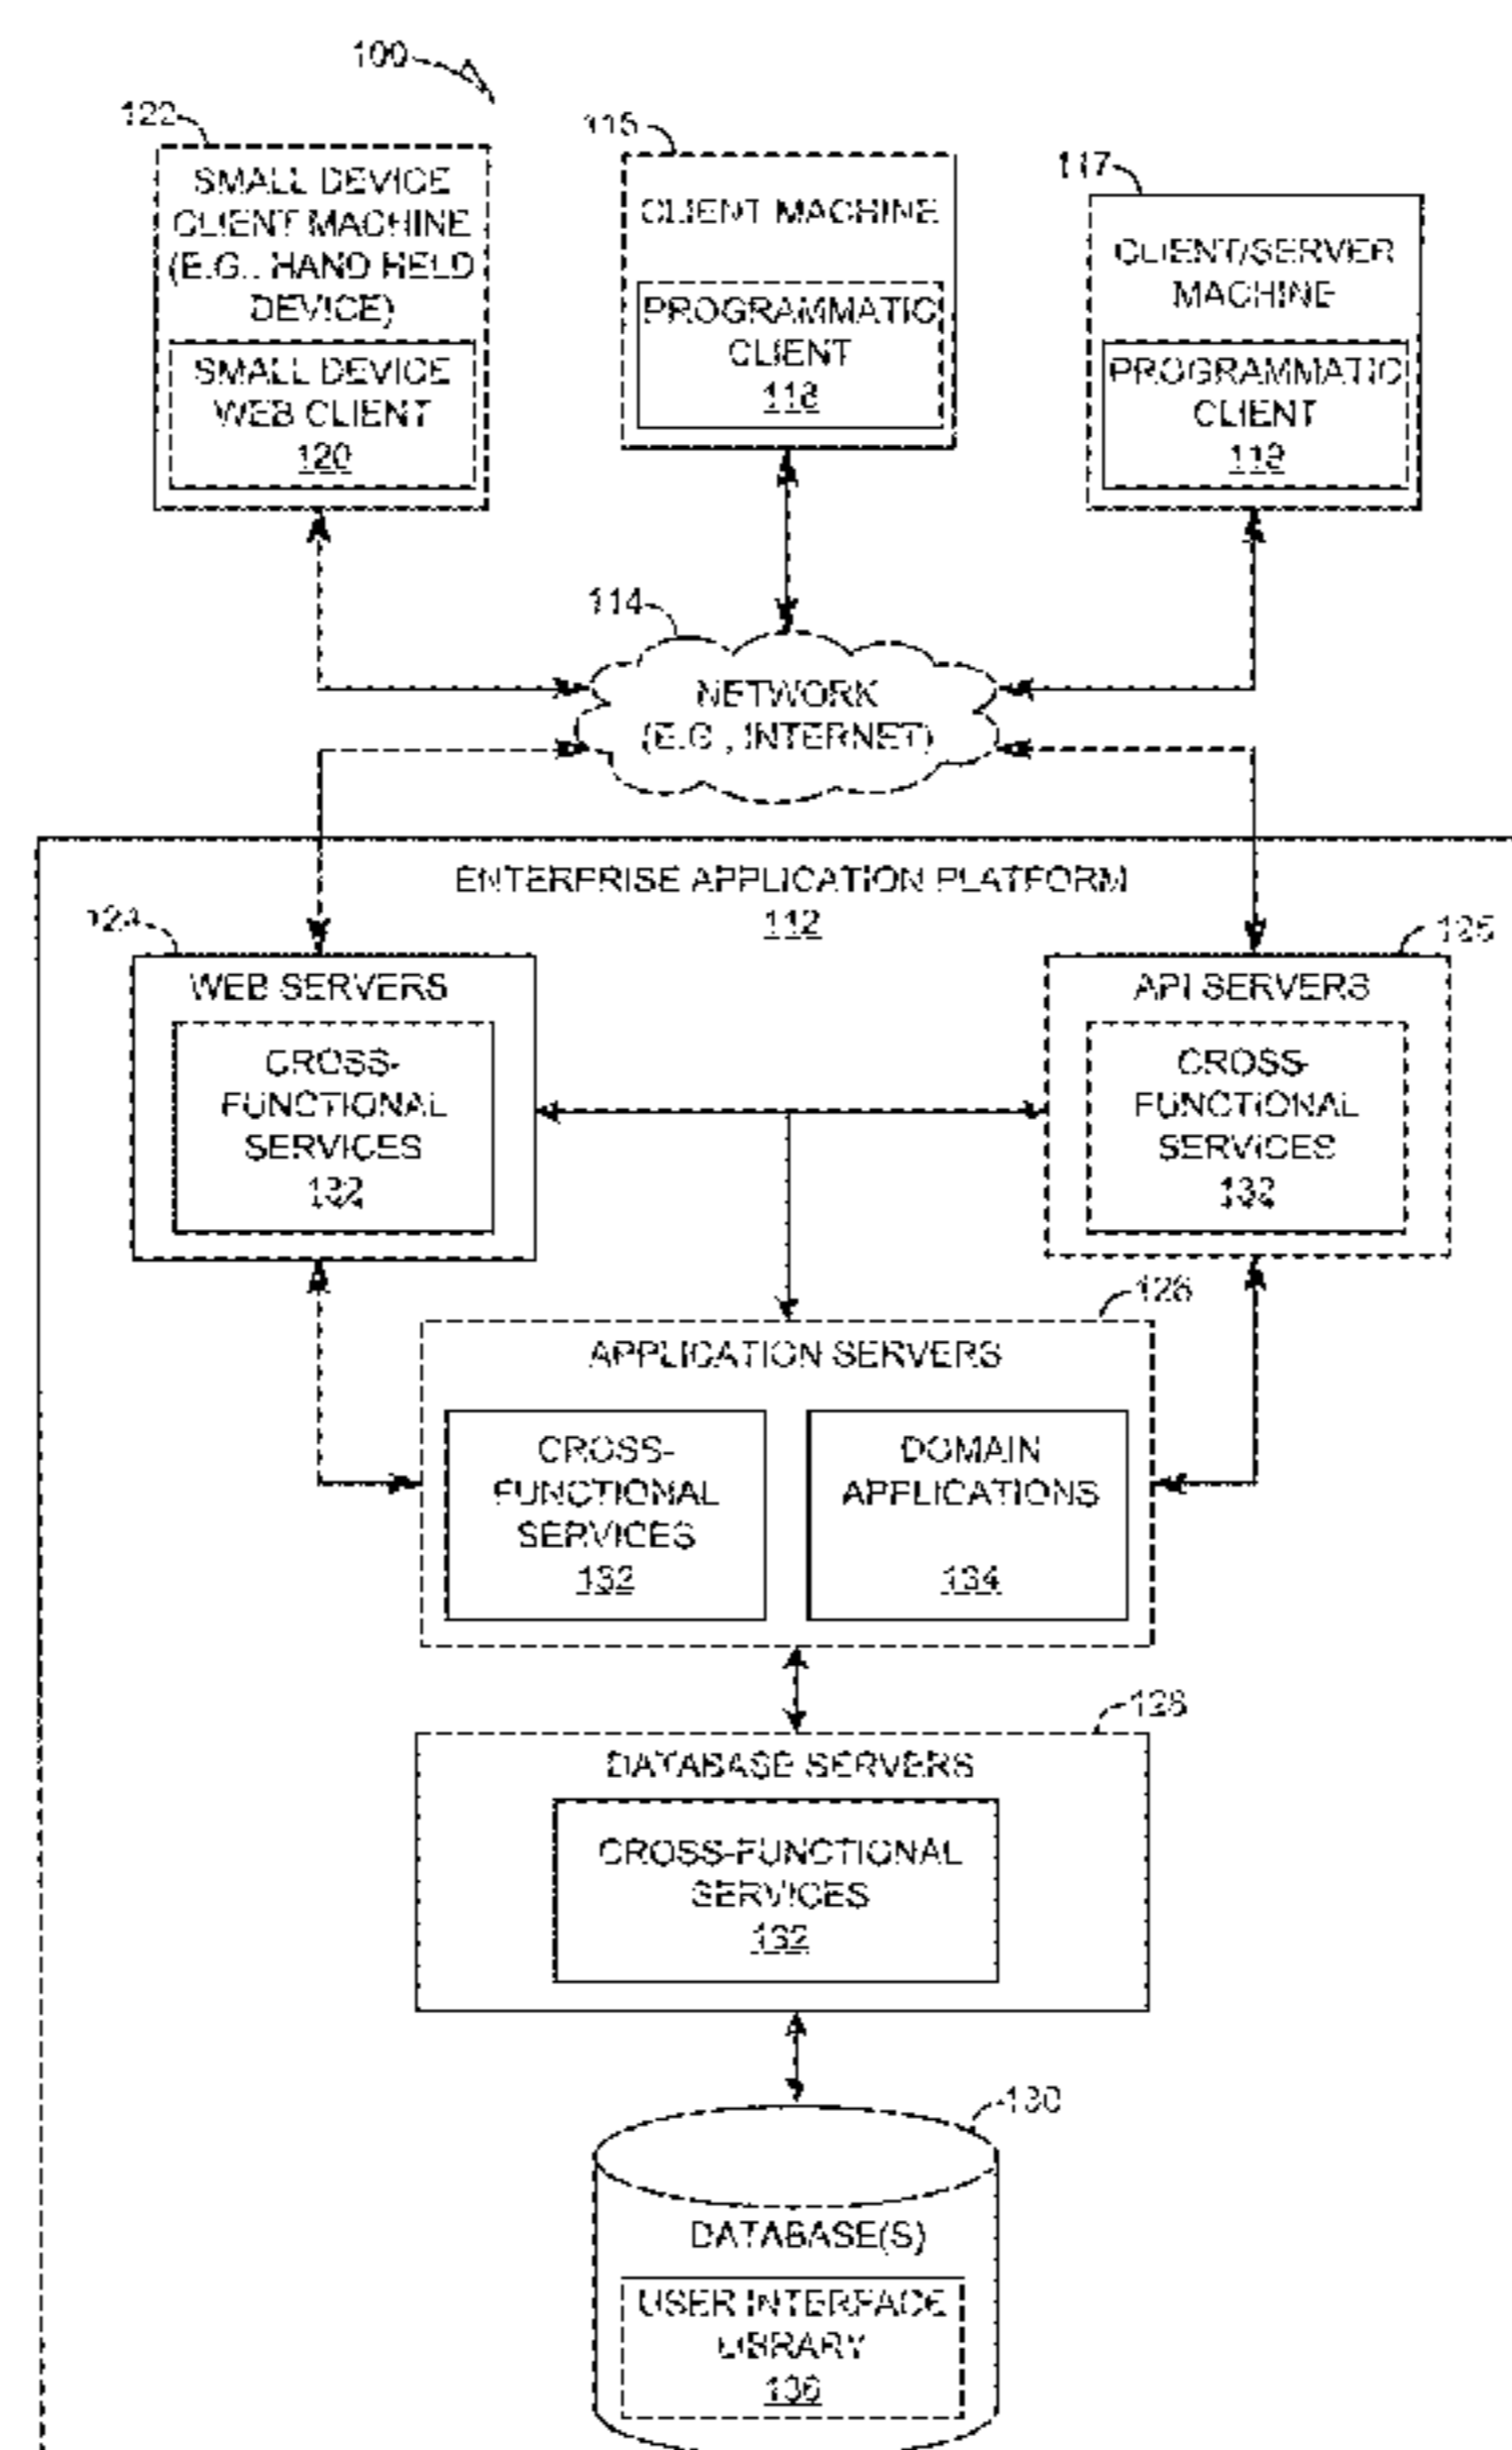 100
122
SMALL DEVICE
CLIENT MACHINE
(E.G., HAND HELD
DEVICE)
SMALL DEVICE
WEB CLIENT
120
115
CLIENT MACHINE
PROGRAMMATIC
CLIENT
118
117
CLIENT/SERVER
MACHINE
PROGRAMMATIC
CLIENT
119
114
NETWORK
(E.G., INTERNET)
ENTERPRISE APPLICATION PLATFORM
112
124
WEB SERVERS
CROSS-
FUNCTIONAL
SERVICES
132
125
API SERVERS
CROSS-
FUNCTIONAL
SERVICES
132
126
APPLICATION SERVERS
CROSS-
FUNCTIONAL
SERVICES
132
DOMAIN
APPLICATIONS
134
128
DATABASE SERVERS
CROSS-FUNCTIONAL
SERVICES
132
130
DATABASE(S)
USER INTERFACE
LIBRARY
136